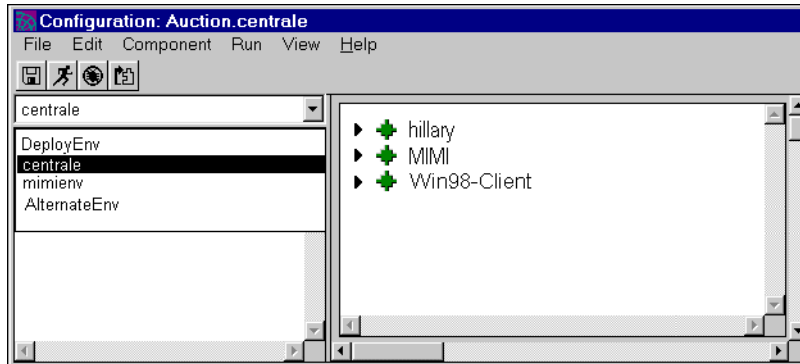 Configuration: Auction.centrale
File Edit Component Run View Help
centrale
DeployEnv
centrale
mimienv
AlternateEnv
hillary
MIMI
Win98-Client